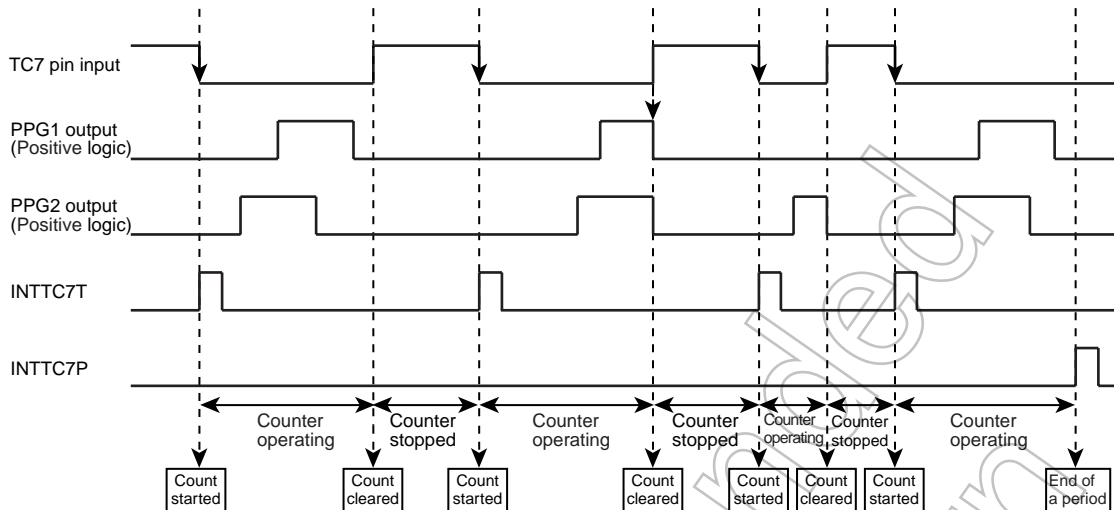 TC7 pin input
PPG1 output
(Positive logic)
PPG2 output
(Positive logic)
INTTC7T
INTTC7P
Counter
operating
Counter
stopped
Counter
operating
Counter
stopped
Counter
operating
Counter
stopped
Counter
operating
Count
started
Count
cleared
Count
started
Count
cleared
Count
started
Count
cleared
Count
started
End of
a period